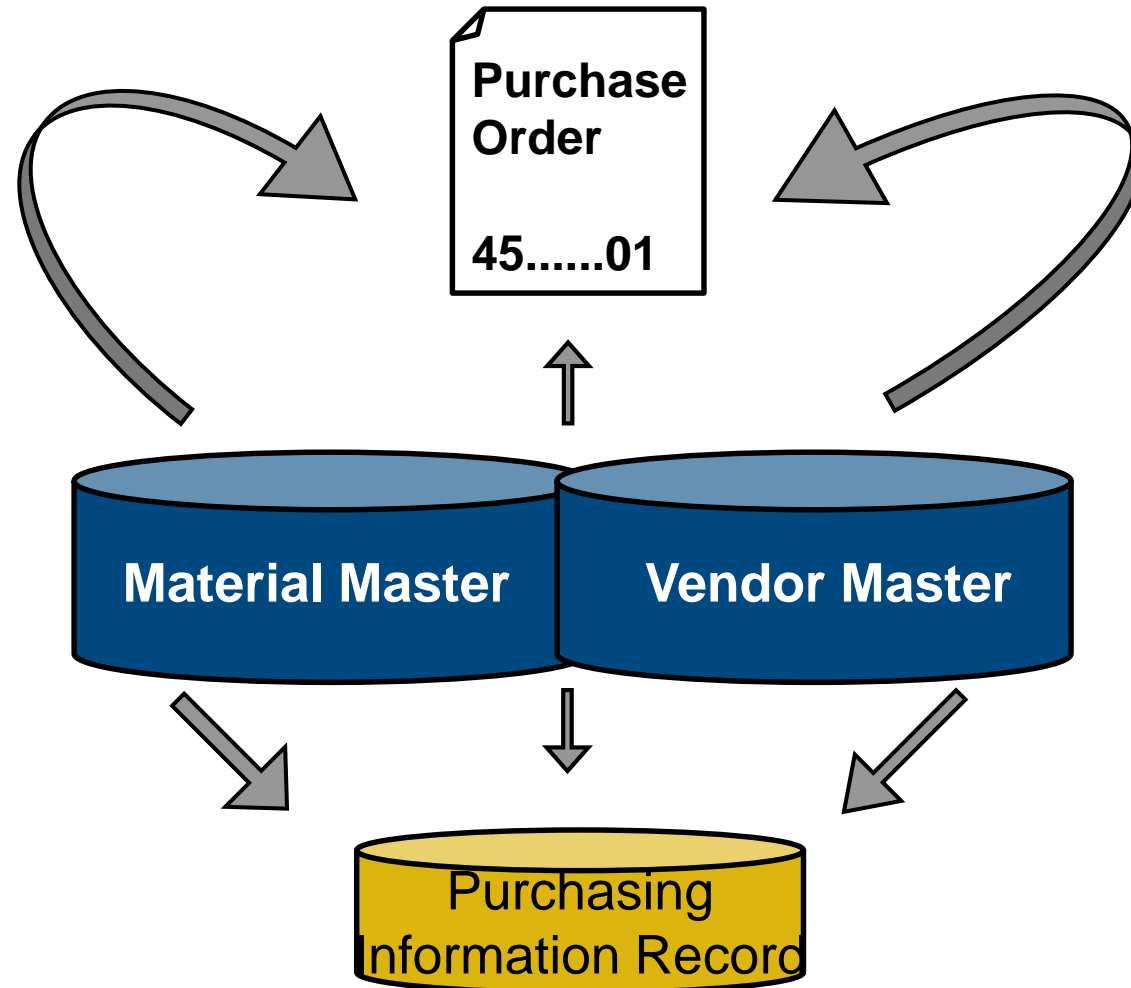 Purchase
Order
45......01
Material Master
Vendor Master
Purchasing
Information Record